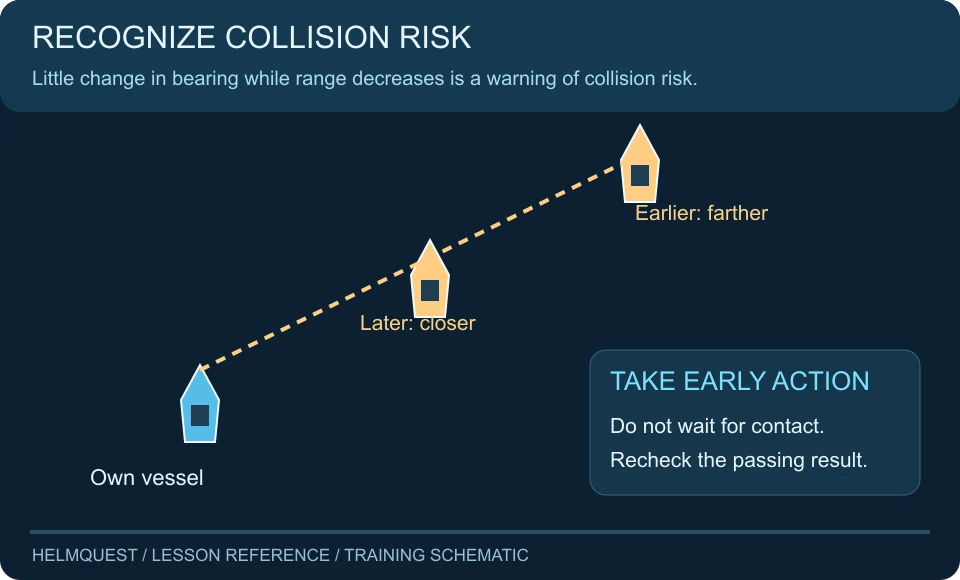 RECOGNIZE COLLISION RISK
Little change in bearing while range decreases is a warning of collision risk.
Earlier: farther
Later: closer
TAKE EARLY ACTION
Do not wait for contact.
Recheck the passing result.
Own vessel
HELMQUEST / LESSON REFERENCE / TRAINING SCHEMATIC